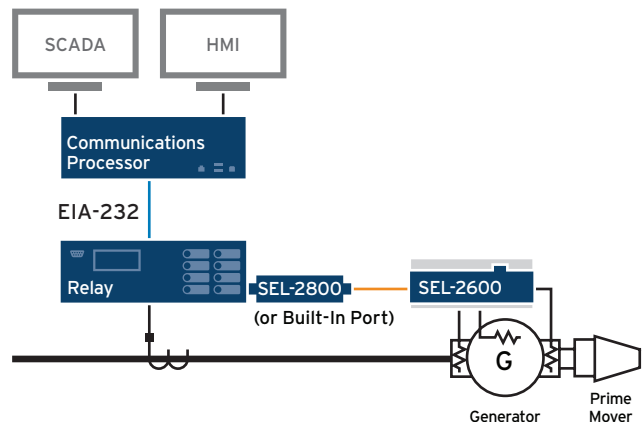 SCADA
HMI
Communications
Processor
EIA-232
Relay
SEL-2800
SEL-2600
(or Built-In Port)
G
Generator
Prime
Mover